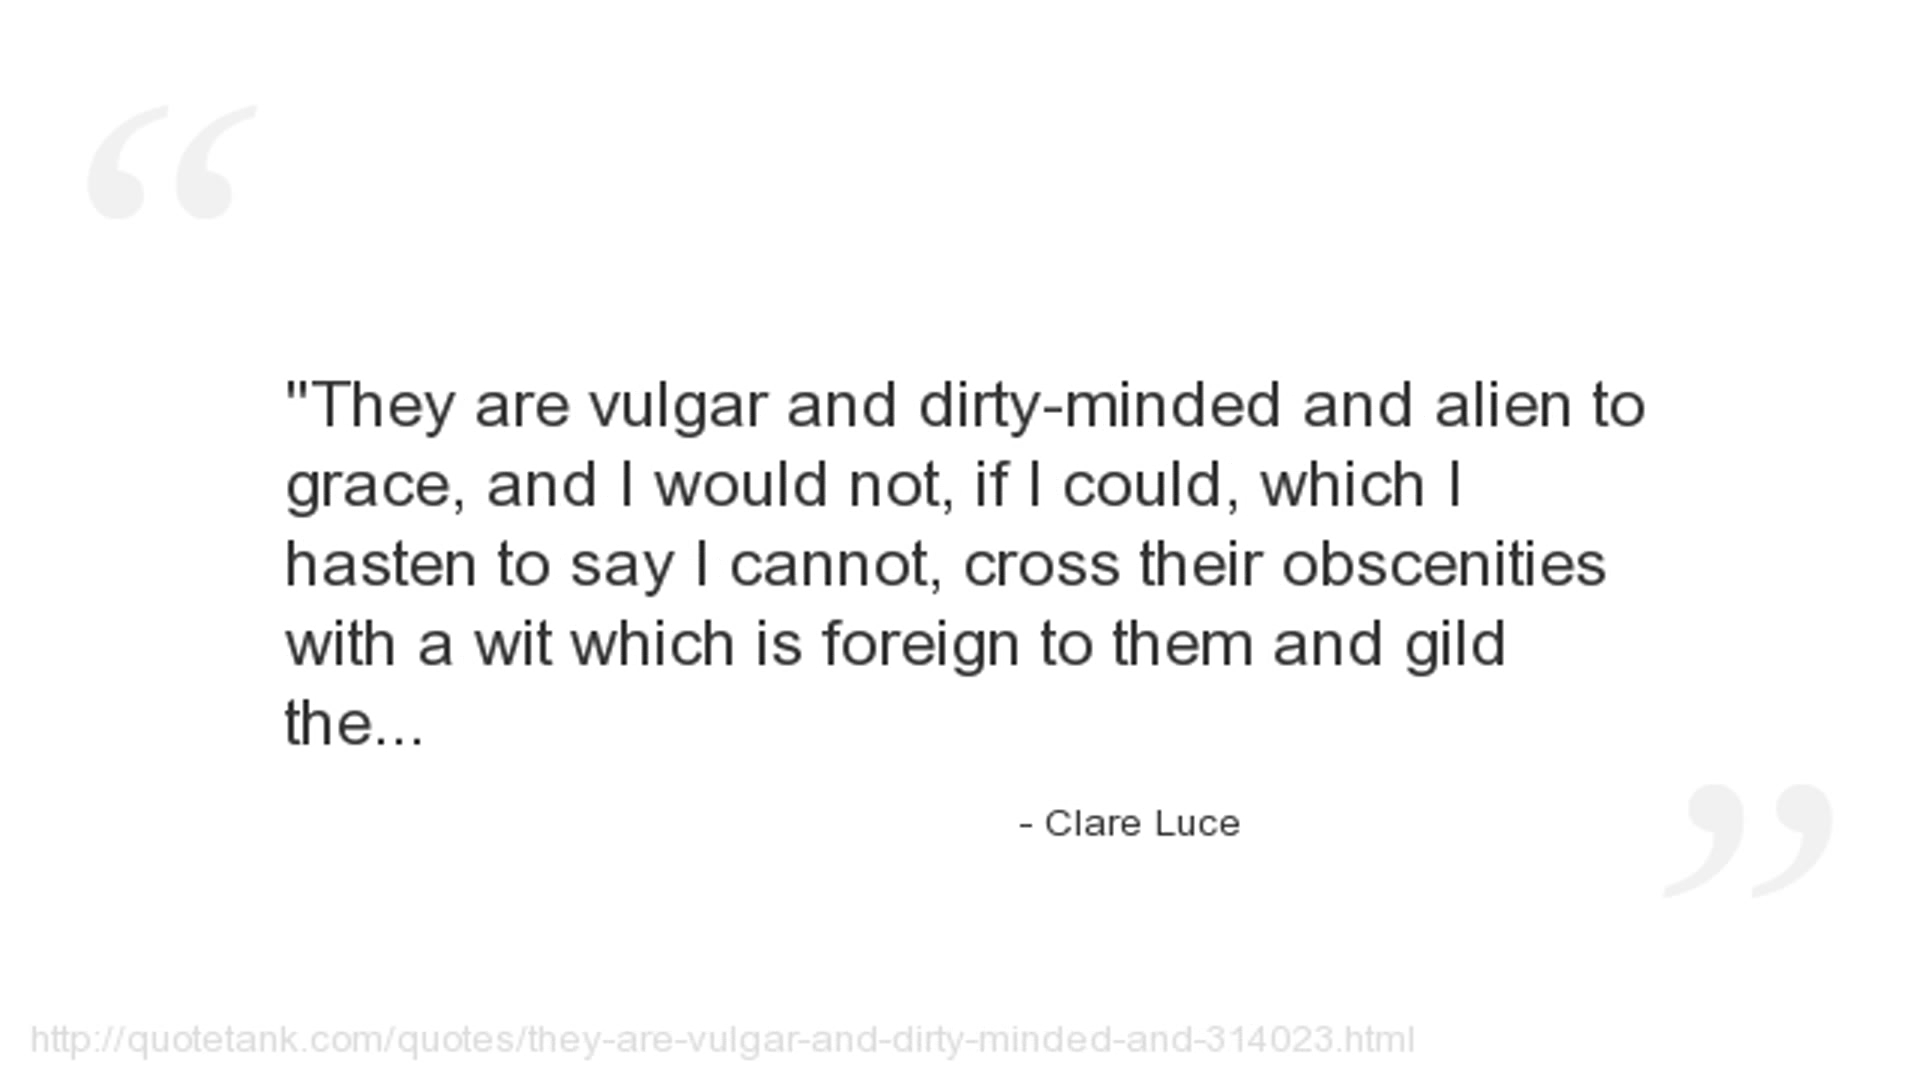 "They are vulgar and dirty-minded and alien to
grace, and I would not, if I could, which I
hasten to say I cannot, cross their obscenities
with a wit which is foreign to them and gild
the...
- Clare Luce
http://quotetank.com/quotes/they-are-vulgar-and-dirty-minded-and-314023.html